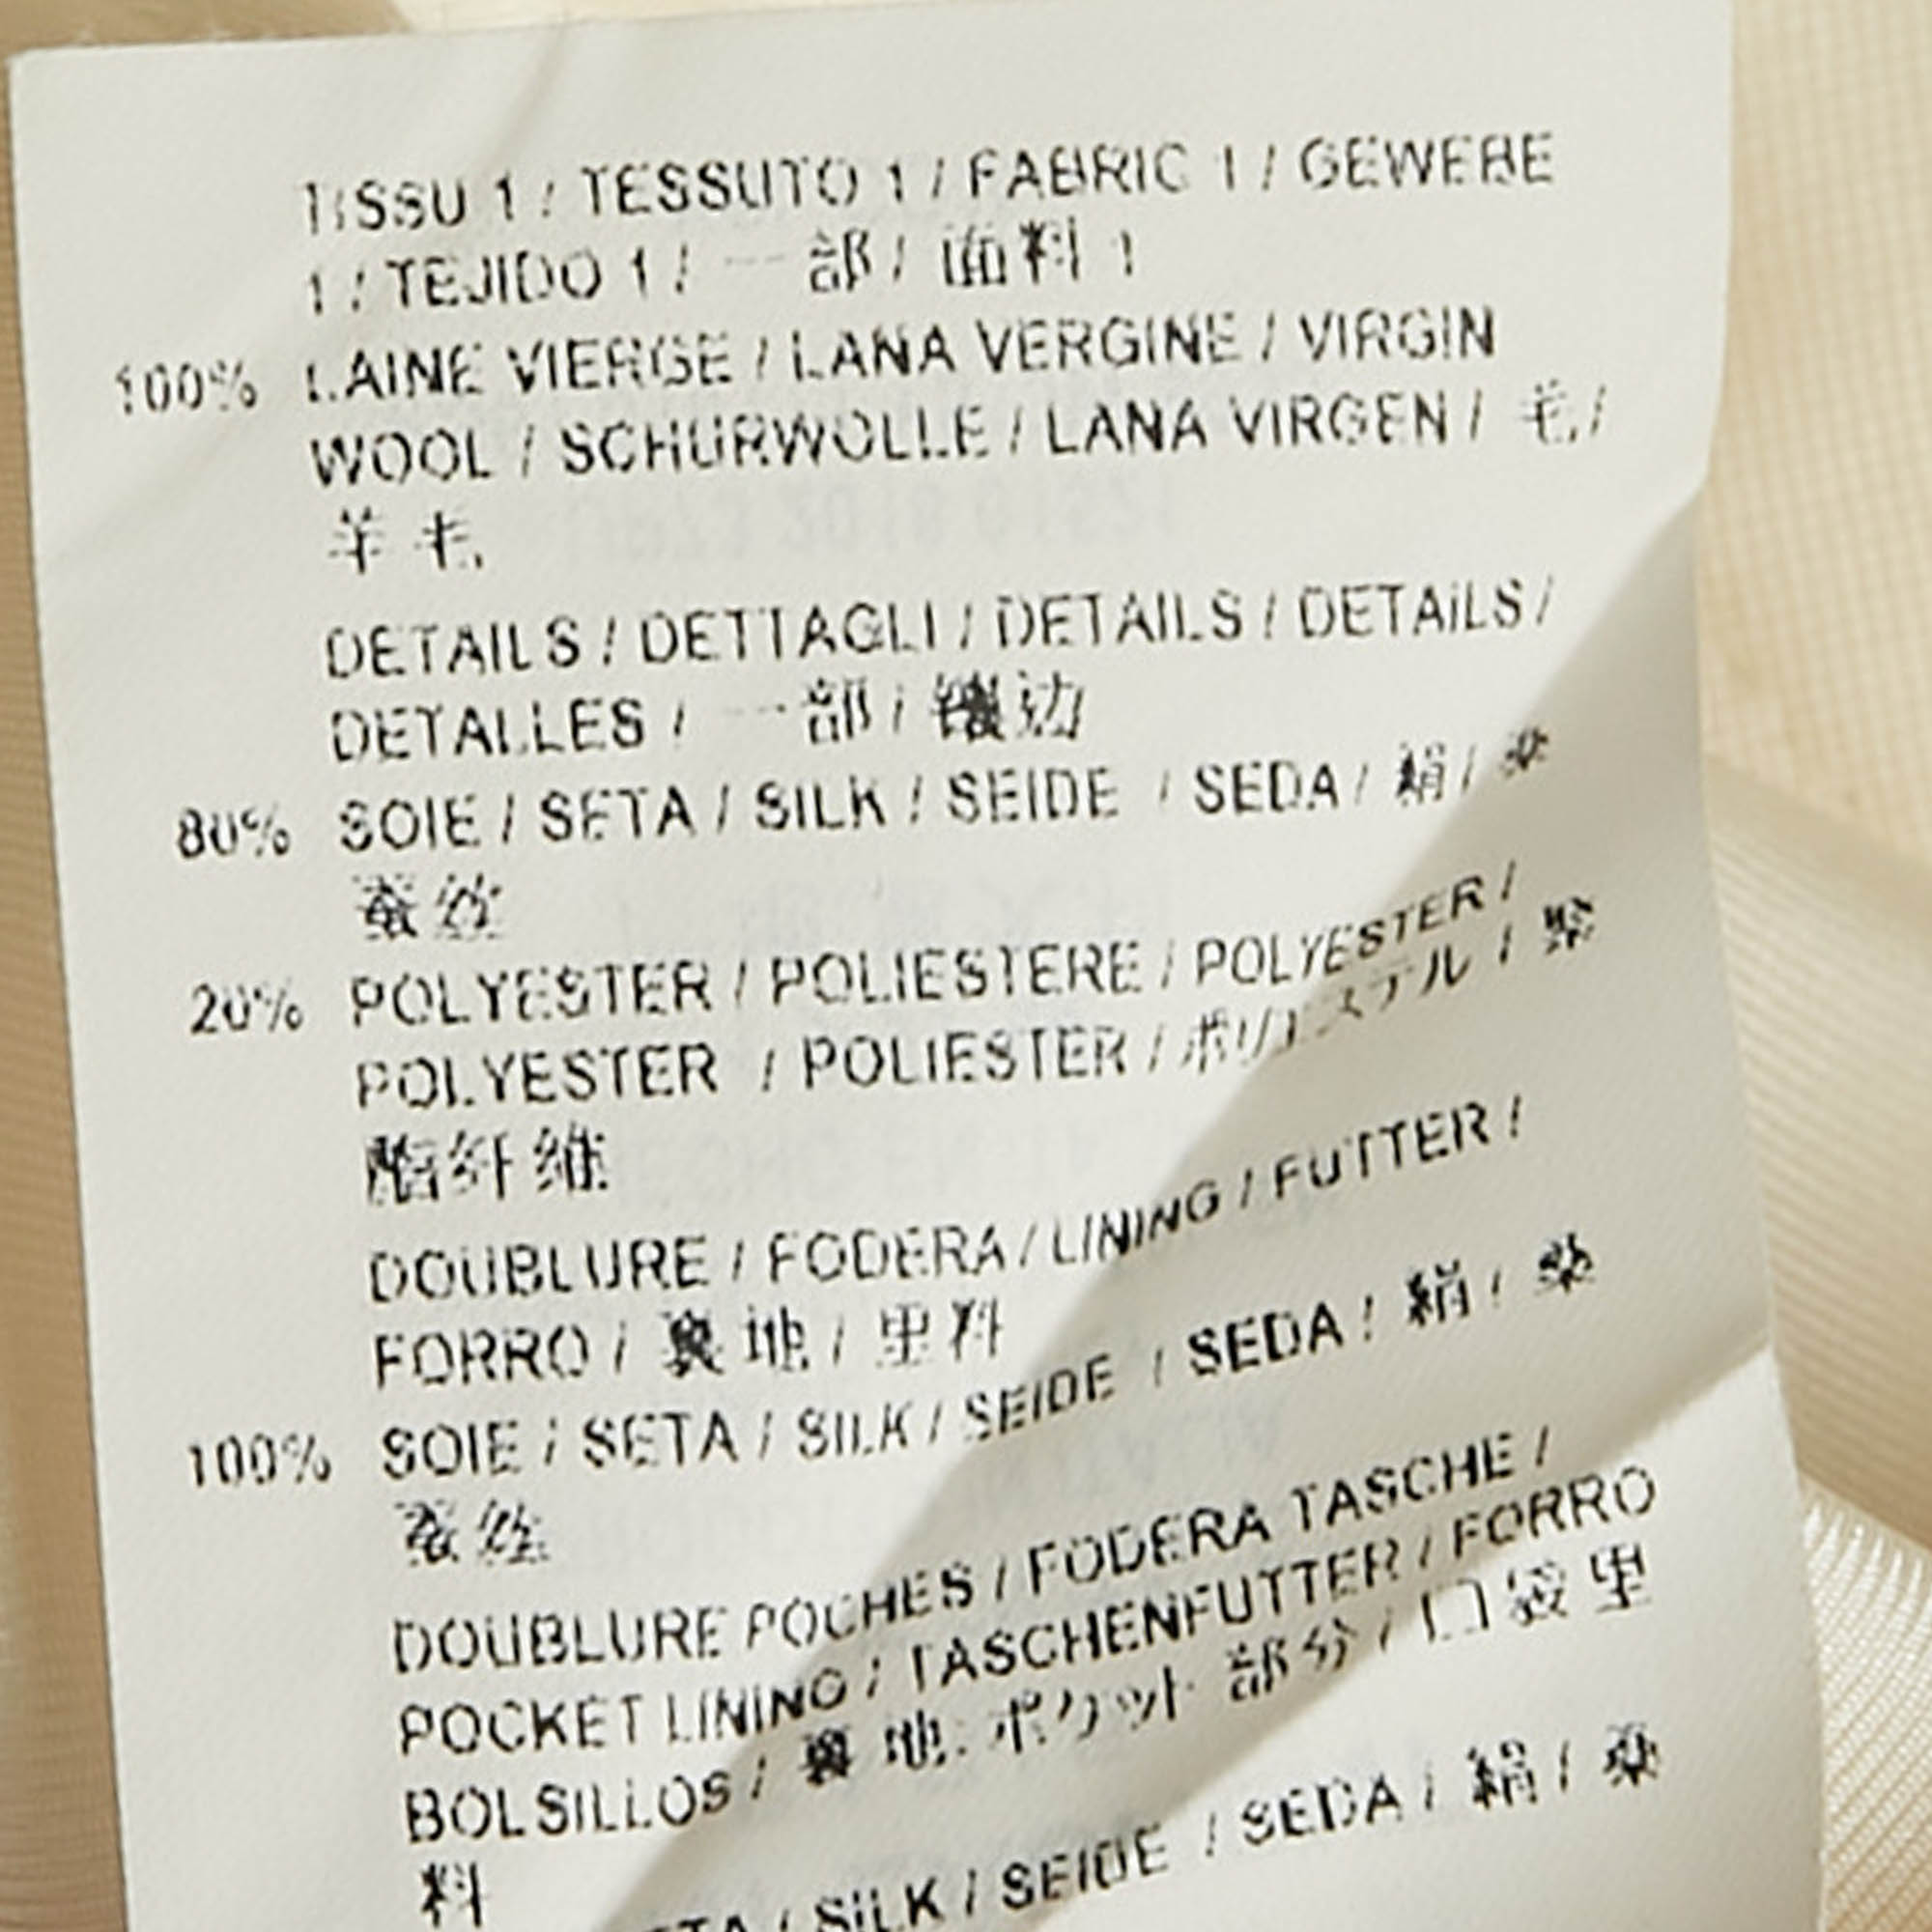 TISSU 1 / TESSUTO 1 / FABRIC 1 / GEWEBE
1 / TEJIDO 1 / 一部 / 面料 1
100% LAINE VIERGE / LANA VERGINE / VIRGIN
WOOL / SCHURWOLLE / LANA VIRGEN / 毛 /
羊毛
DETAILS / DETTAGLI / DETAILS / DETAILS /
DETALLES / 一部 / 镶边
80% SOIE / SETA / SILK / SEIDE / SEDA / 絹 / 桑
蚕丝
20% POLYESTER / POLIESTERE / POLYESTER /
POLYESTER / POLIESTER / ポリエステル / 聚
酯纤维
DOUBLURE / FODERA / LINING / FUTTER /
FORRO / 裏地 / 里料
100% SOIE / SETA / SILK / SEIDE / SEDA / 絹 / 桑
蚕丝
DOUBLURE POCHES / FODERA TASCHE /
POCKET LINING / TASCHENFUTTER / FORRO
BOLSILLOS / 裏地:ポケット部分 / 口袋里
料
/ SILK / SEIDE / SEDA / 絹 / 桑